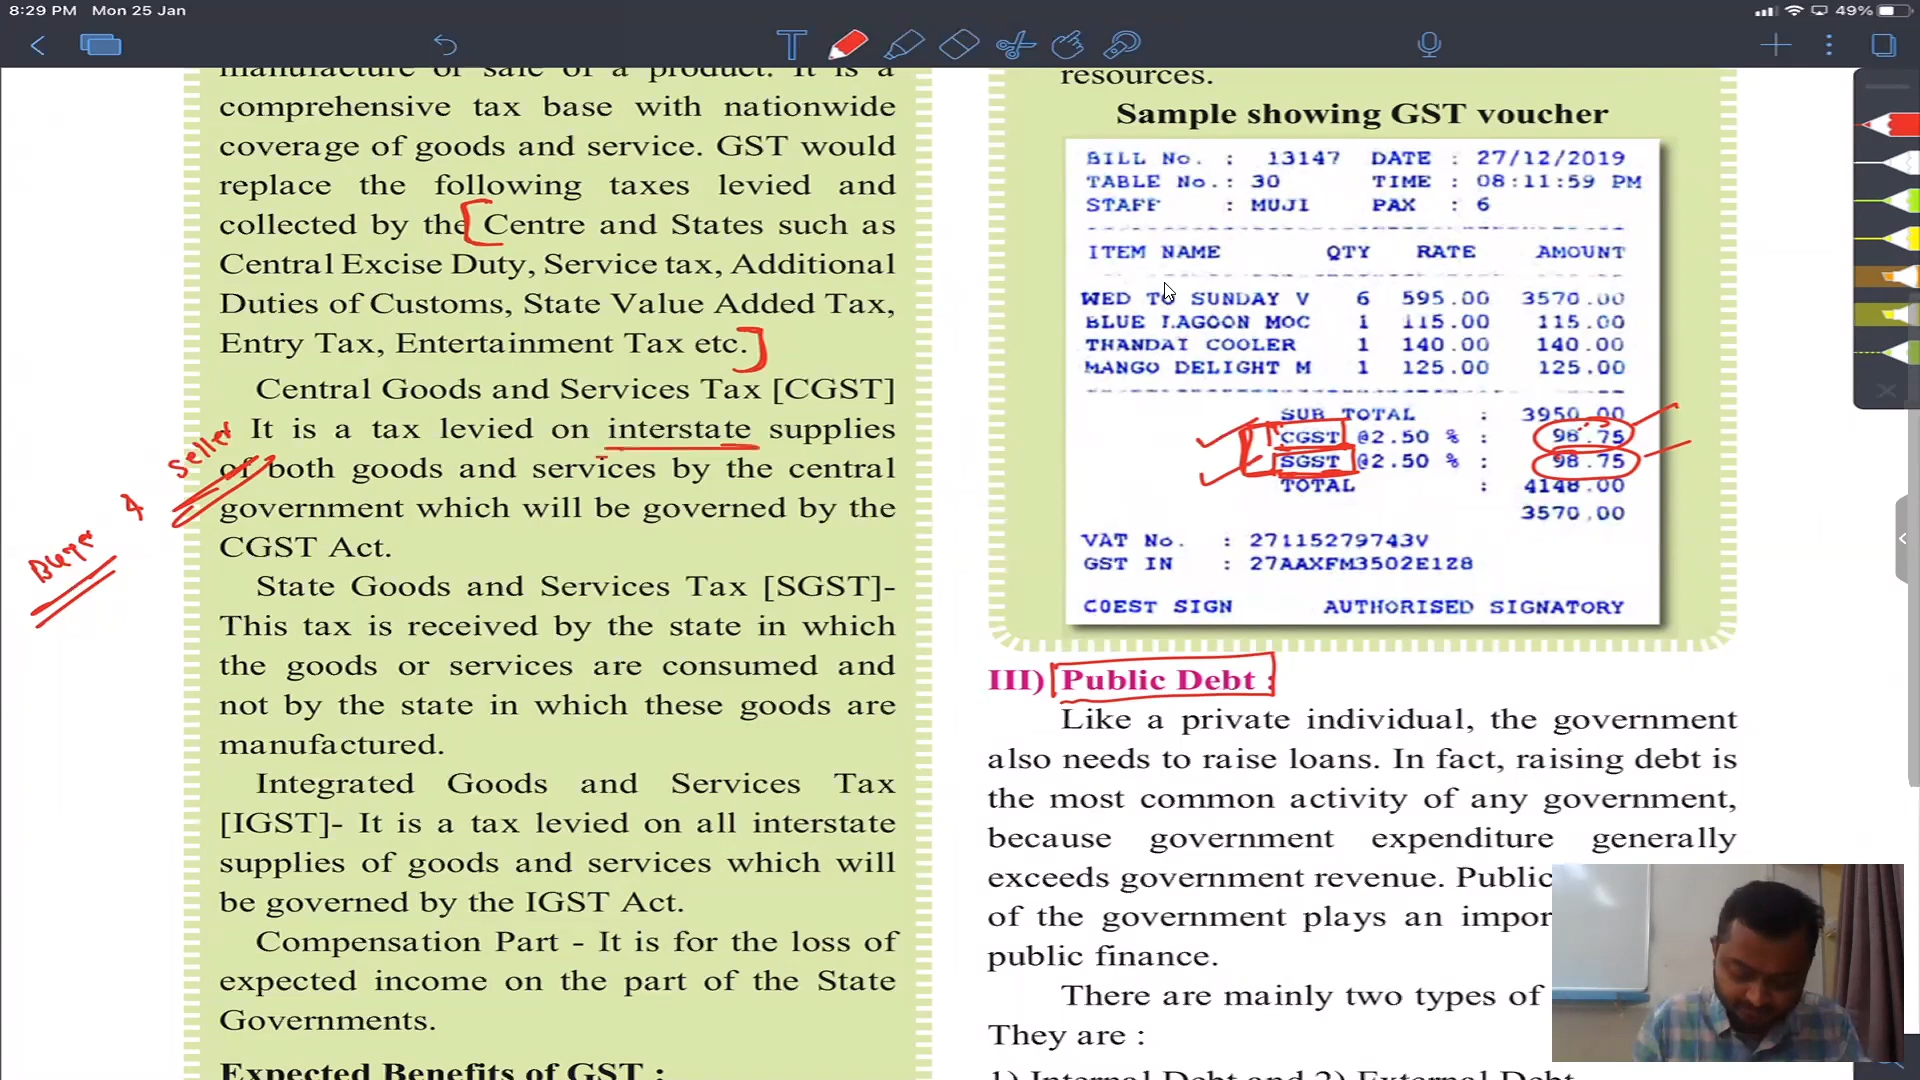 8:29 PM Mon 25 Jan
49%
manufacture or sale of a product. It is a
comprehensive tax base with nationwide
coverage of goods and service. GST would
replace the following taxes levied and
collected by the Centre and States such as
Central Excise Duty, Service tax, Additional
Duties of Customs, State Value Added Tax,
Entry Tax, Entertainment Tax etc.
Central Goods and Services Tax [CGST]
- It is a tax levied on interstate supplies
of both goods and services by the central
government which will be governed by the
CGST Act.
State Goods and Services Tax [SGST]-
This tax is received by the state in which
the goods or services are consumed and
not by the state in which these goods are
manufactured.
Integrated Goods and Services Tax
[IGST]- It is a tax levied on all interstate
supplies of goods and services which will
be governed by the IGST Act.
Compensation Part - It is for the loss of
expected income on the part of the State
Governments.
Expected Benefits of GST :
Buyer & Seller
resources.
Sample showing GST voucher
BILL No. : 13147 DATE : 27/12/2019
TABLE No.: 30 TIME : 08:11:59 PM
STAFF : MUJI PAX : 6
ITEM NAME QTY RATE AMOUNT
WED TO SUNDAY V 6 595.00 3570.00
BLUE LAGOON MOC 1 115.00 115.00
THANDAI COOLER 1 140.00 140.00
MANGO DELIGHT M 1 125.00 125.00
SUB TOTAL : 3950.00
CGST @2.50 % : 98.75
SGST @2.50 % : 98.75
TOTAL : 4148.00
3570.00
VAT No. : 27115279743V
GST IN : 27AAXFM3502E1Z8
COEST SIGN AUTHORISED SIGNATORY
III) Public Debt :
Like a private individual, the government
also needs to raise loans. In fact, raising debt is
the most common activity of any government,
because government expenditure generally
exceeds government revenue. Public
of the government plays an impor
public finance.
There are mainly two types of
They are :
1) Internal Debt and 2) External Debt